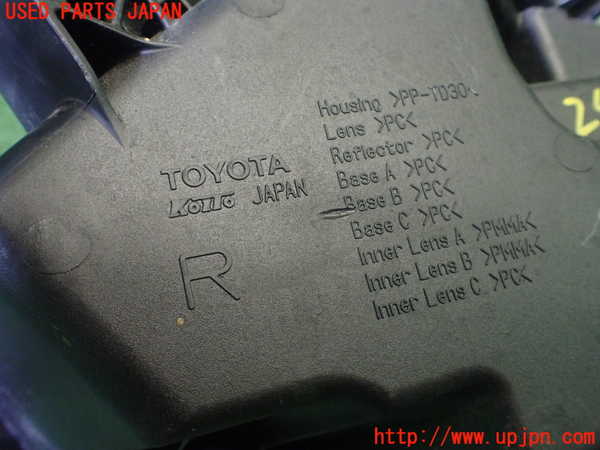 USED PARTS JAPAN
Housing >PP-TD30<
Lens >PC<
Reflector >PC<
Base A >PC<
Base B >PC<
Base C >PC<
Inner Lens A >PMMA<
Inner Lens B >PMMA<
Inner Lens C >PC<
TOYOTA
KOITO JAPAN
R
http://www.upjpn.com